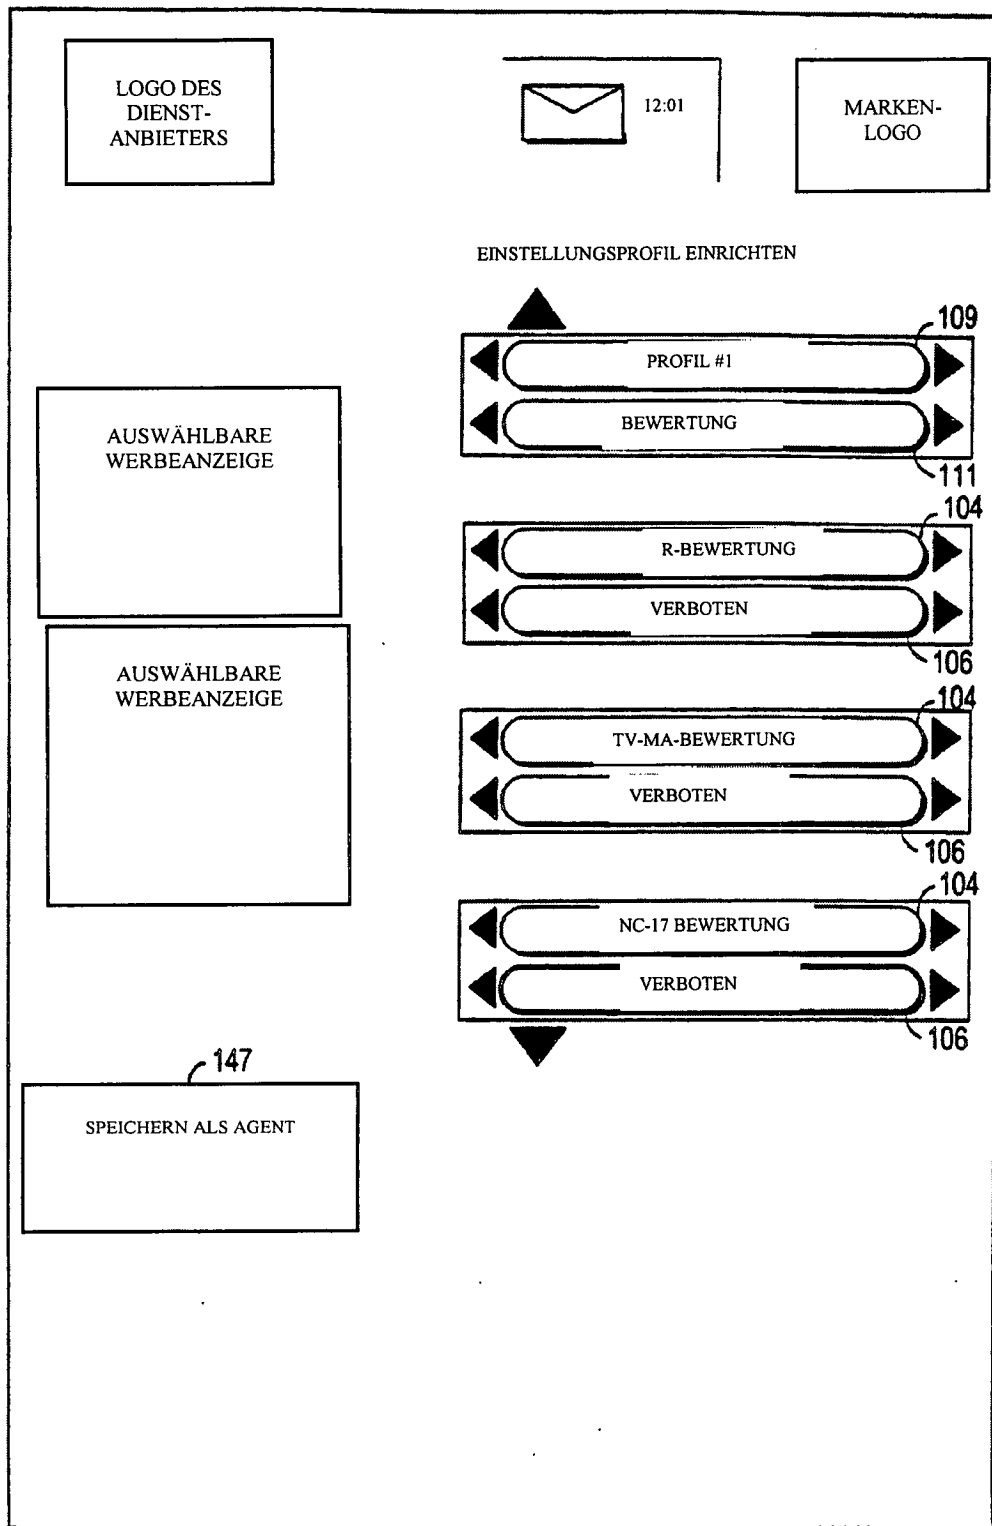 LOGO DES
DIENST-
ANBIETERS
12:01
MARKEN-
LOGO
EINSTELLUNGSPROFIL EINRICHTEN
109
PROFIL #1
BEWERTUNG
111
AUSWÄHLBARE
WERBEANZEIGE
104
R-BEWERTUNG
VERBOTEN
106
AUSWÄHLBARE
WERBEANZEIGE
104
TV-MA-BEWERTUNG
VERBOTEN
106
104
NC-17 BEWERTUNG
VERBOTEN
106
147
SPEICHERN ALS AGENT